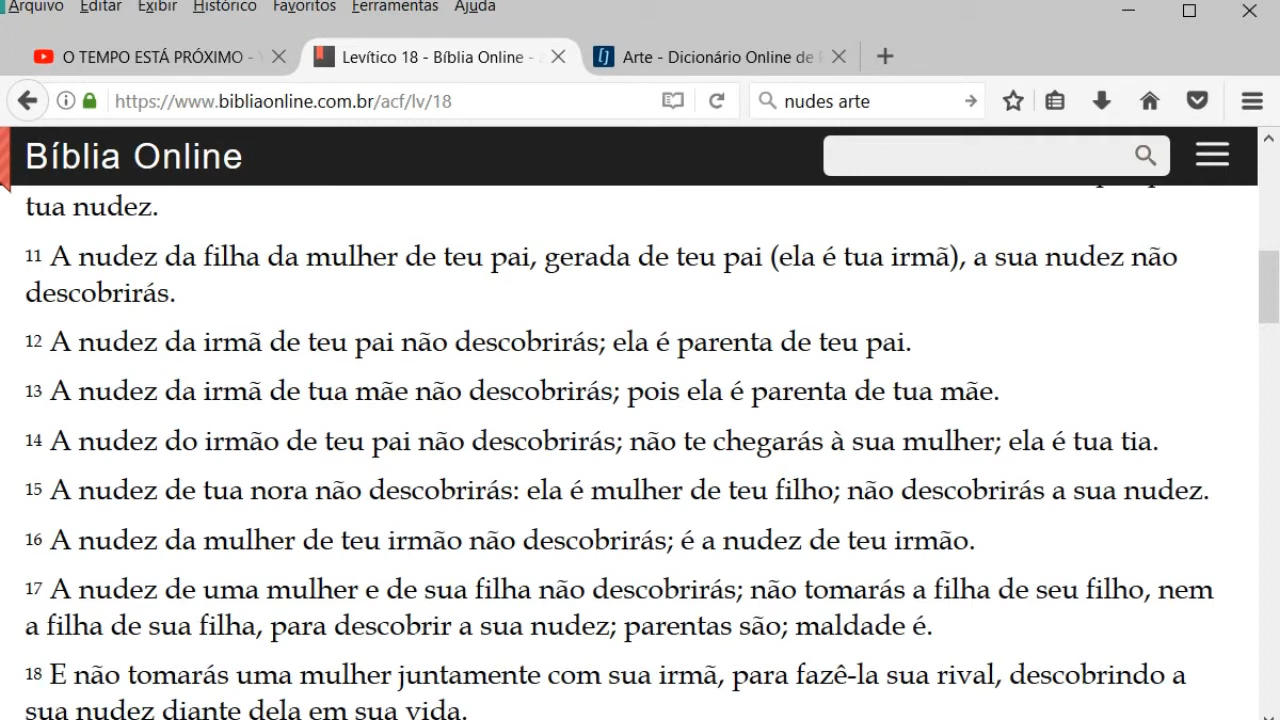 Arquivo Editar Exibir Histórico Favoritos Ferramentas Ajuda
O TEMPO ESTÁ PRÓXIMO - Levítico 18 - Bíblia Online - Arte - Dicionário Online de
https://www.bibliaonline.com.br/acf/lv/18 nudes arte
Bíblia Online
tua nudez.
11 A nudez da filha da mulher de teu pai, gerada de teu pai (ela é tua irmã), a sua nudez não
descobrirás.
12 A nudez da irmã de teu pai não descobrirás; ela é parenta de teu pai.
13 A nudez da irmã de tua mãe não descobrirás; pois ela é parenta de tua mãe.
14 A nudez do irmão de teu pai não descobrirás; não te chegarás à sua mulher; ela é tua tia.
15 A nudez de tua nora não descobrirás: ela é mulher de teu filho; não descobrirás a sua nudez.
16 A nudez da mulher de teu irmão não descobrirás; é a nudez de teu irmão.
17 A nudez de uma mulher e de sua filha não descobrirás; não tomarás a filha de seu filho, nem
a filha de sua filha, para descobrir a sua nudez; parentas são; maldade é.
18 E não tomarás uma mulher juntamente com sua irmã, para fazê-la sua rival, descobrindo a
sua nudez diante dela em sua vida.